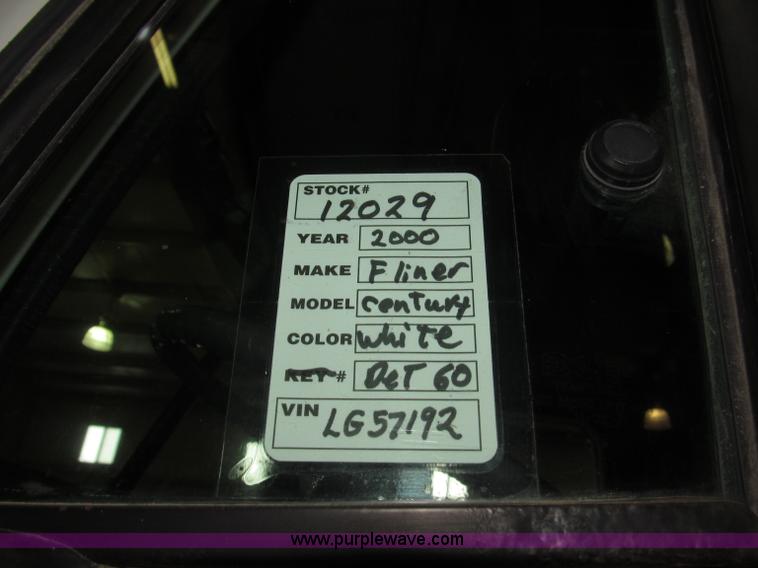 STOCK#
12029
YEAR 2000
MAKE Fliner
MODEL century
COLOR white
KEY # DET 60
VIN LG57192
www.purplewave.com